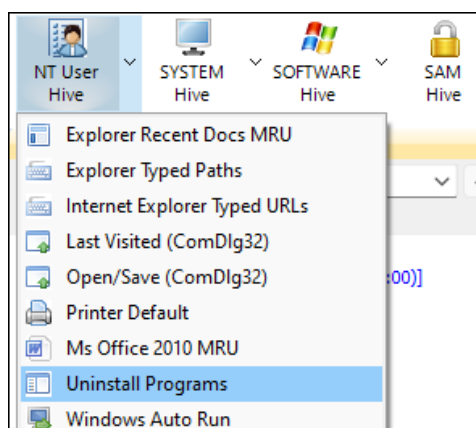 NT User
Hive
SYSTEM
Hive
SOFTWARE
Hive
SAM
Hive
Explorer Recent Docs MRU
Explorer Typed Paths
Internet Explorer Typed URLs
Last Visited (ComDlg32)
Open/Save (ComDlg32)
:00)]
Printer Default
Ms Office 2010 MRU
Uninstall Programs
Windows Auto Run